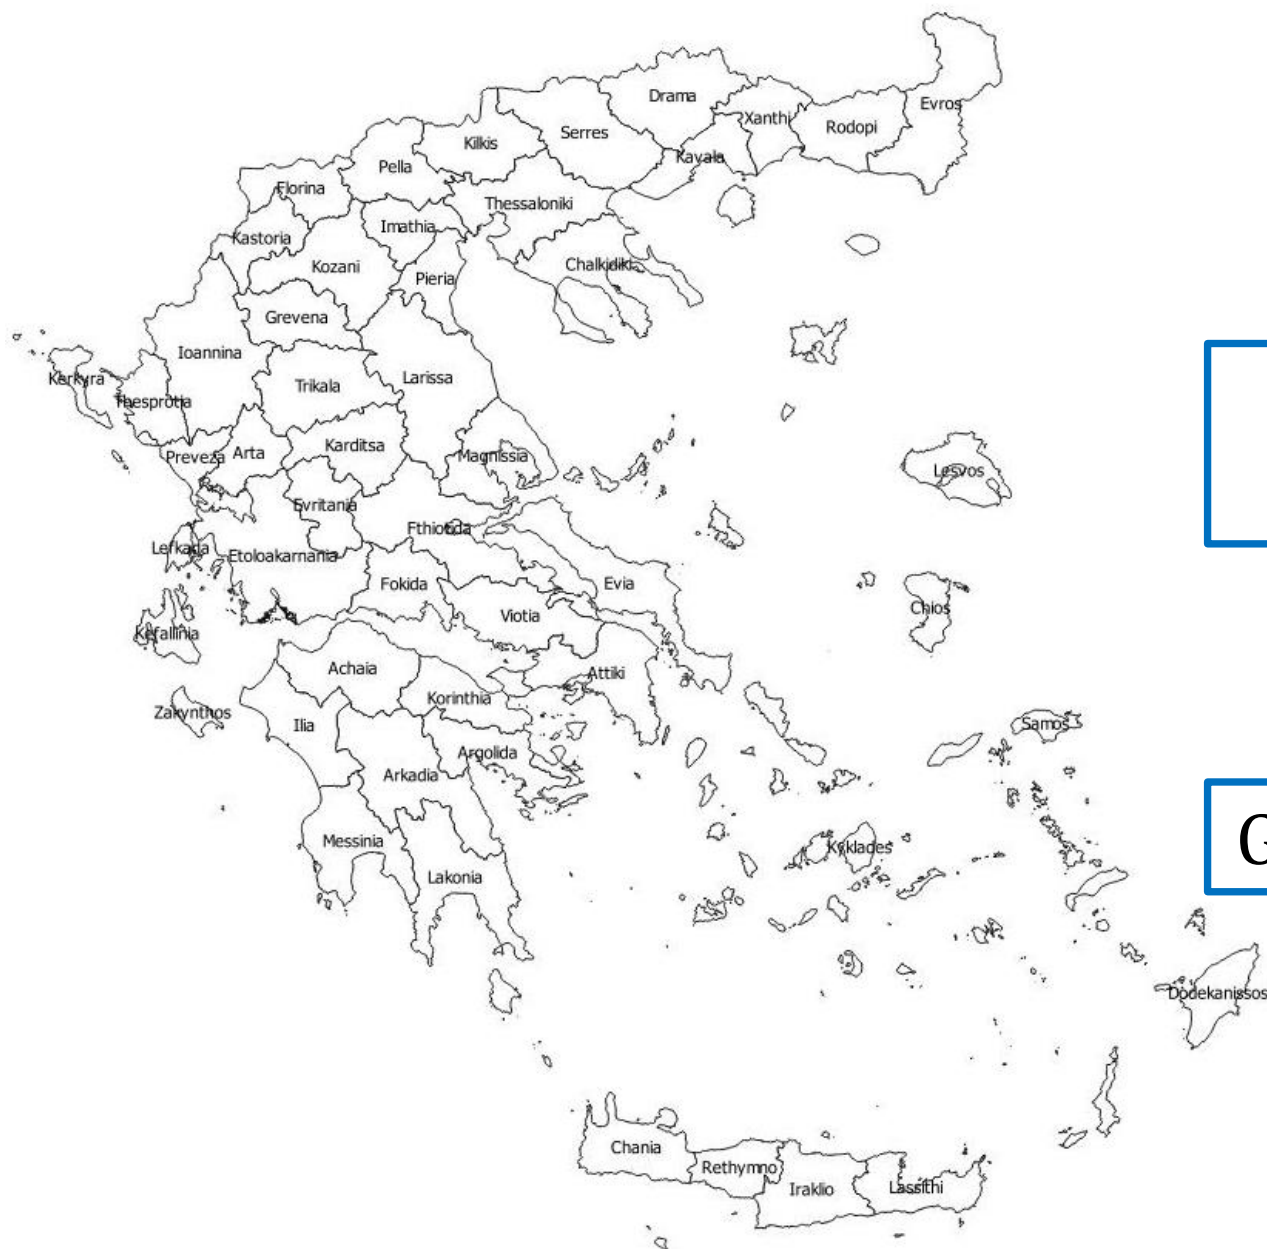 Drama
Evros
Xanthi
Rodopi
Serres
Kilkis
Kavala
Pella
Florina
Thessaloniki
Imathia
Kastoria
Kozani
Chalkidiki
Pieria
Grevena
Ioannina
Kerkyra
Trikala
Larissa
Thesprotia
Preveza
Arta
Karditsa
Magnissia
Lesvos
Evritania
Fthiotida
Lefkada
Etoloakarnania
Fokida
Evia
Chios
Viotia
Kefallinia
Achaia
Attiki
Korinthia
Zakynthos
Ilia
Samos
Argolida
Arkadia
Messinia
Kyklades
G
Lakonia
Dodekanissos
Chania
Rethymno
Iraklio
Lassithi